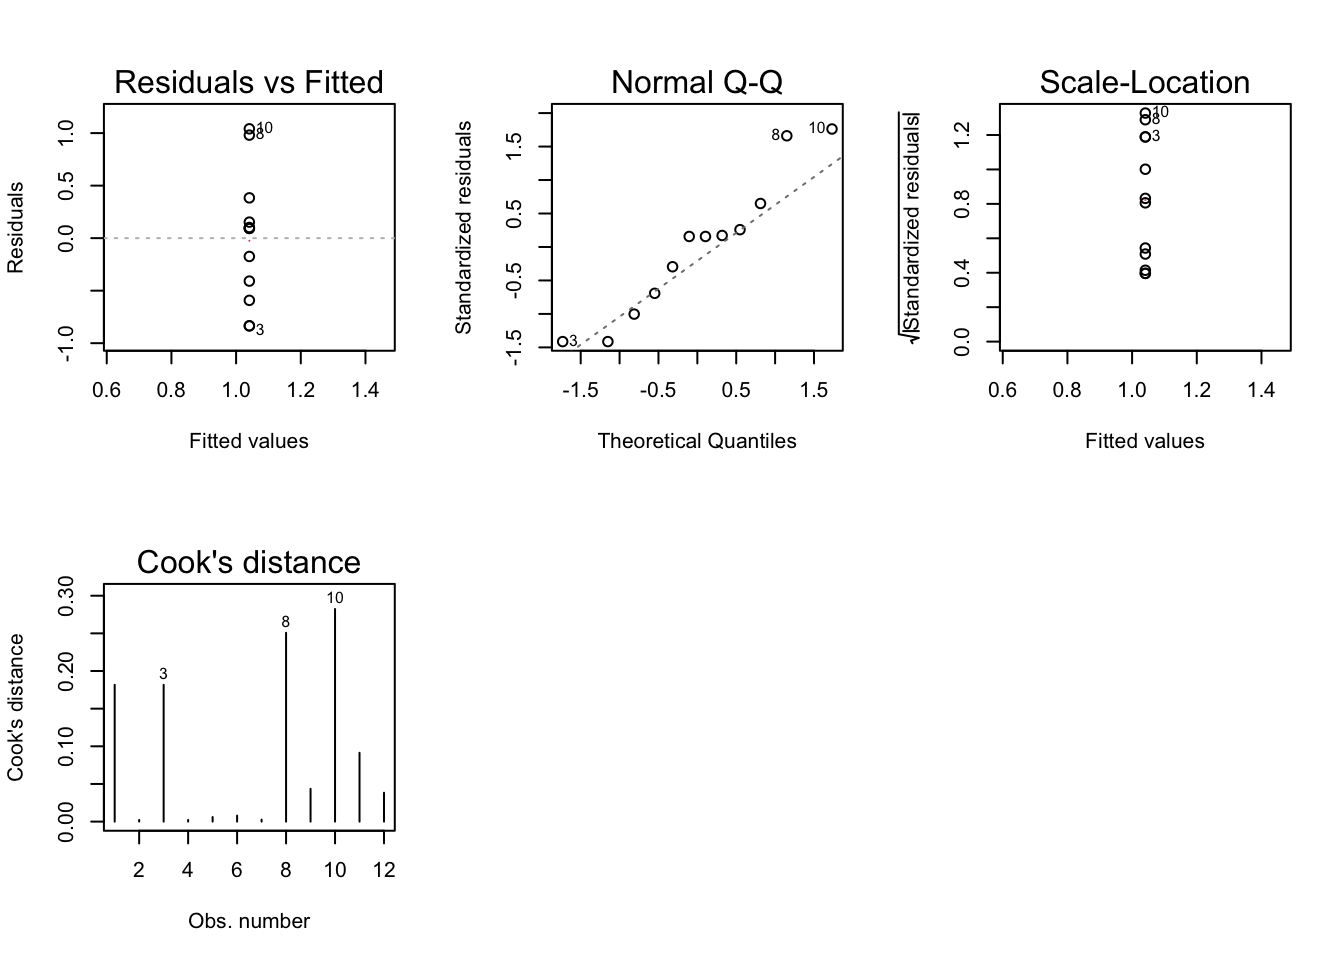 Residuals vs Fitted
Residuals
1.0
0.5
0.0
-1.0
10
8
3
0.6 0.8 1.0 1.2 1.4
Fitted values
Normal Q-Q
Standardized residuals
1.5
0.5
-0.5
-1.5
8
10
3
-1.5 -0.5 0.5 1.5
Theoretical Quantiles
Scale-Location
√|Standardized residuals|
1.2
0.8
0.4
0.0
10
8
3
0.6 0.8 1.0 1.2 1.4
Fitted values
Cook's distance
Cook's distance
0.30
0.20
0.10
0.00
3
8
10
2 4 6 8 10 12
Obs. number